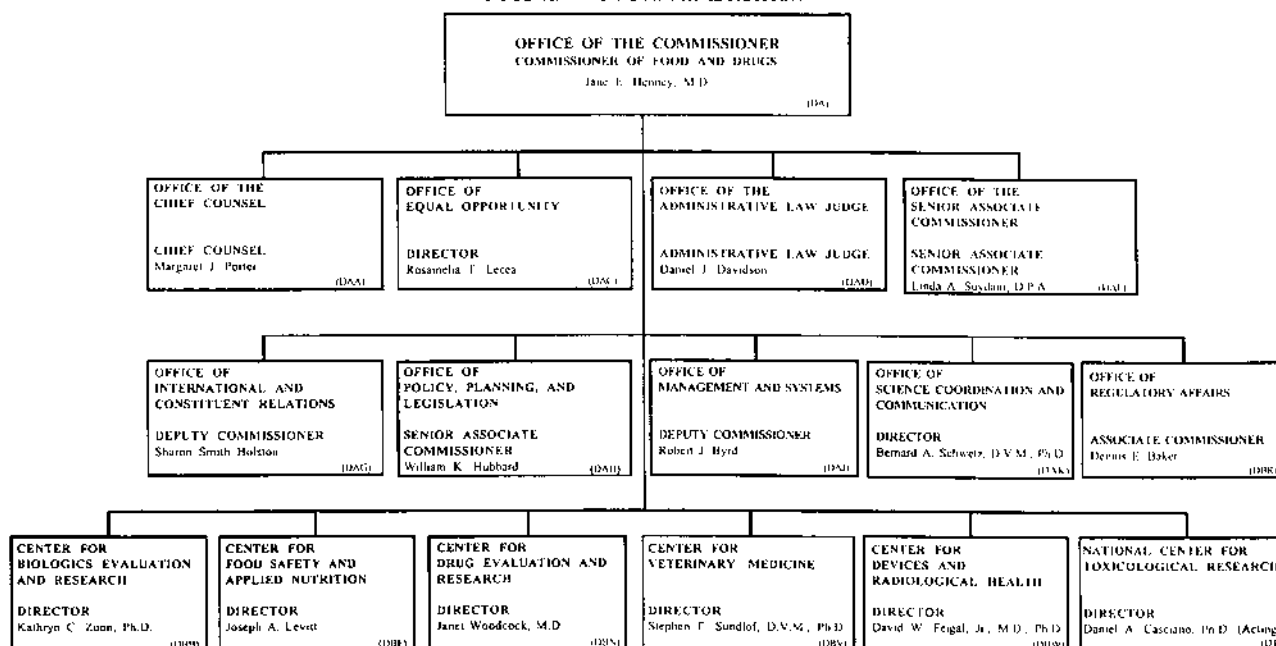 OFFICE OF THE COMMISSIONER
COMMISSIONER OF FOOD AND DRUGS
Jane E. Henney, M.D.
(DA)
OFFICE OF THE
CHIEF COUNSEL
CHIEF COUNSEL
Margaret J. Porter
(DAA)
OFFICE OF
EQUAL OPPORTUNITY
DIRECTOR
Rosamelia T. Lecea
(DAC)
OFFICE OF THE
ADMINISTRATIVE LAW JUDGE
ADMINISTRATIVE LAW JUDGE
Daniel J. Davidson
(DAD)
OFFICE OF THE
SENIOR ASSOCIATE
COMMISSIONER
SENIOR ASSOCIATE
COMMISSIONER
Linda A. Suydam, D.P.A.
OFFICE OF
INTERNATIONAL AND
CONSTITUENT RELATIONS
DEPUTY COMMISSIONER
Sharon Smith Holston
(DAG)
OFFICE OF
POLICY, PLANNING, AND
LEGISLATION
SENIOR ASSOCIATE
COMMISSIONER
William K. Hubbard
(DAH)
OFFICE OF
MANAGEMENT AND SYSTEMS
DEPUTY COMMISSIONER
Robert J. Byrd
(DAJ)
OFFICE OF
SCIENCE COORDINATION AND
COMMUNICATION
DIRECTOR
Bernard A. Schwetz, D.V.M., Ph.D.
(DAK)
OFFICE OF
REGULATORY AFFAIRS
ASSOCIATE COMMISSIONER
Dennis E. Baker
(DBR)
CENTER FOR
BIOLOGICS EVALUATION
AND RESEARCH
DIRECTOR
Kathryn C. Zoon, Ph.D.
(DBB)
CENTER FOR
FOOD SAFETY AND
APPLIED NUTRITION
DIRECTOR
Joseph A. Levitt
(DBF)
CENTER FOR
DRUG EVALUATION AND
RESEARCH
DIRECTOR
Janet Woodcock, M.D.
(DBN)
CENTER FOR
VETERINARY MEDICINE
DIRECTOR
Stephen F. Sundlof, D.V.M., Ph.D.
(DBV)
CENTER FOR
DEVICES AND
RADIOLOGICAL HEALTH
DIRECTOR
David W. Feigal, Jr., M.D., Ph.D.
(DBW)
NATIONAL CENTER FOR
TOXICOLOGICAL RESEARCH
DIRECTOR
Daniel A. Casciano, Ph.D. (Acting